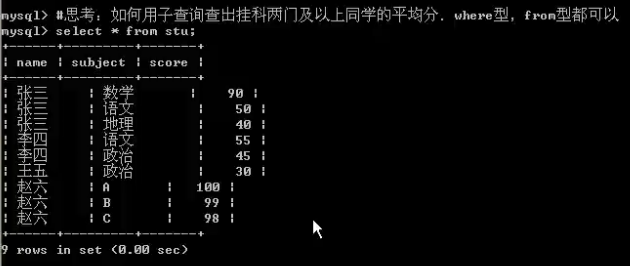 mysql> #思考：如何用子查询查出挂科两门及以上同学的平均分．where型，from型都可以
mysql> select * from stu;
+------+---------+-------+
| name | subject | score |
+------+---------+-------+
| 张三 | 数学 | 90 |
| 张三 | 语文 | 50 |
| 张三 | 地理 | 40 |
| 李四 | 语文 | 55 |
| 李四 | 政治 | 45 |
| 王五 | 政治 | 30 |
| 赵六 | A | 100 |
| 赵六 | B | 99 |
| 赵六 | C | 98 |
+------+---------+-------+
9 rows in set (0.00 sec)